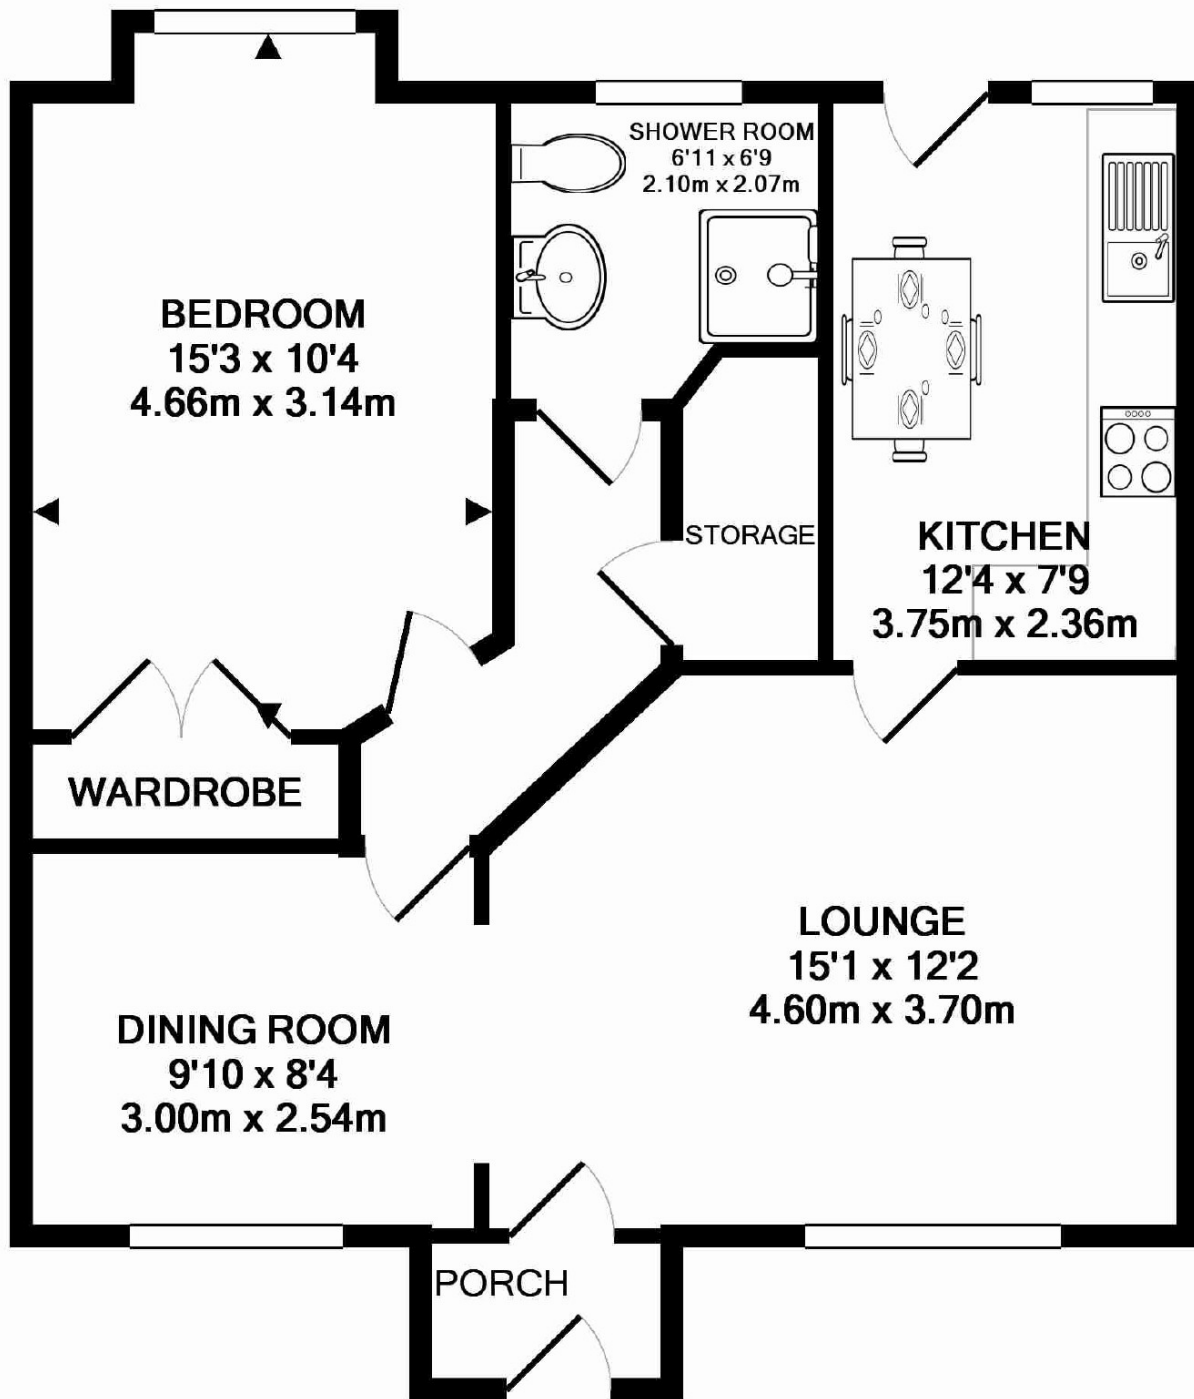 SHOWER ROOM
6'11 x 6'9
2.10m x 2.07m
BEDROOM
15'3 x 10'4
4.66m x 3.14m
STORAGE
KITCHEN
12'4 x 7'9
3.75m x 2.36m
WARDROBE
LOUNGE
15'1 x 12'2
4.60m x 3.70m
DINING ROOM
9'10 x 8'4
3.00m x 2.54m
PORCH